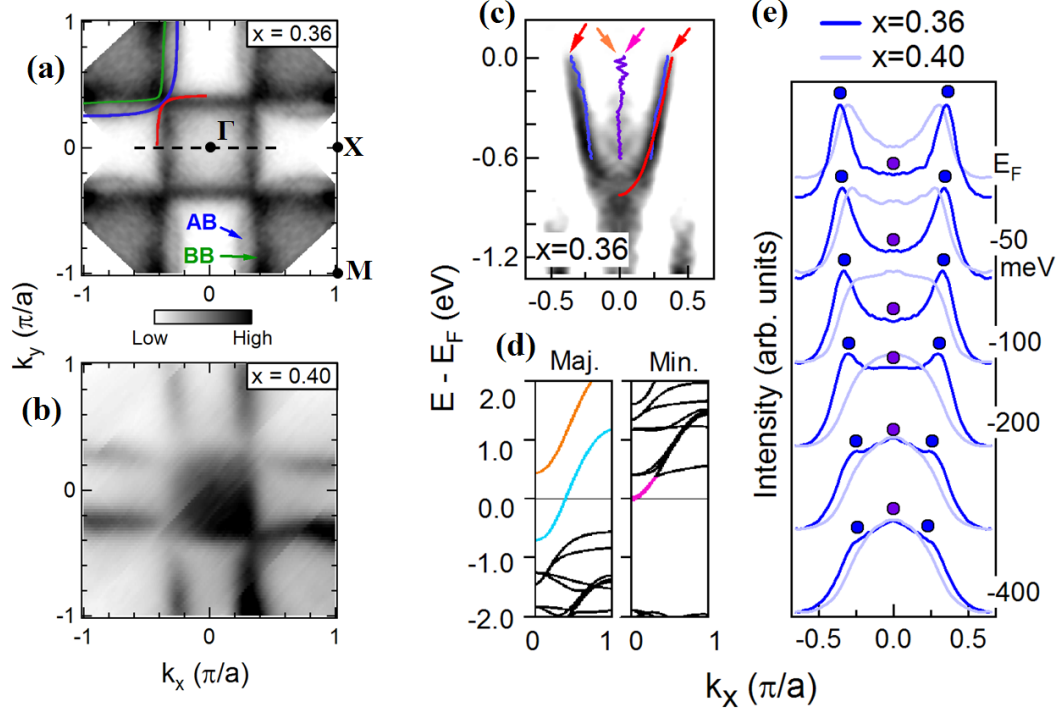 (a)
x = 0.36
1
0
-1
Γ
X
AB
BB
M
-1
0
1
Low
High
k_y (π/a)
(b)
x = 0.40
1
0
-1
-1
0
1
k_x (π/a)
(c)
0.0
-0.6
-1.2
x=0.36
-0.5
0.0
0.5
E - E_F (eV)
(d)
Maj.
Min.
2.0
1.0
0.0
-1.0
-2.0
0
1
0
1
k_x (π/a)
(e)
x=0.36
x=0.40
E_F
-50
meV
-100
-200
-400
Intensity (arb. units)
-0.5
0.0
0.5